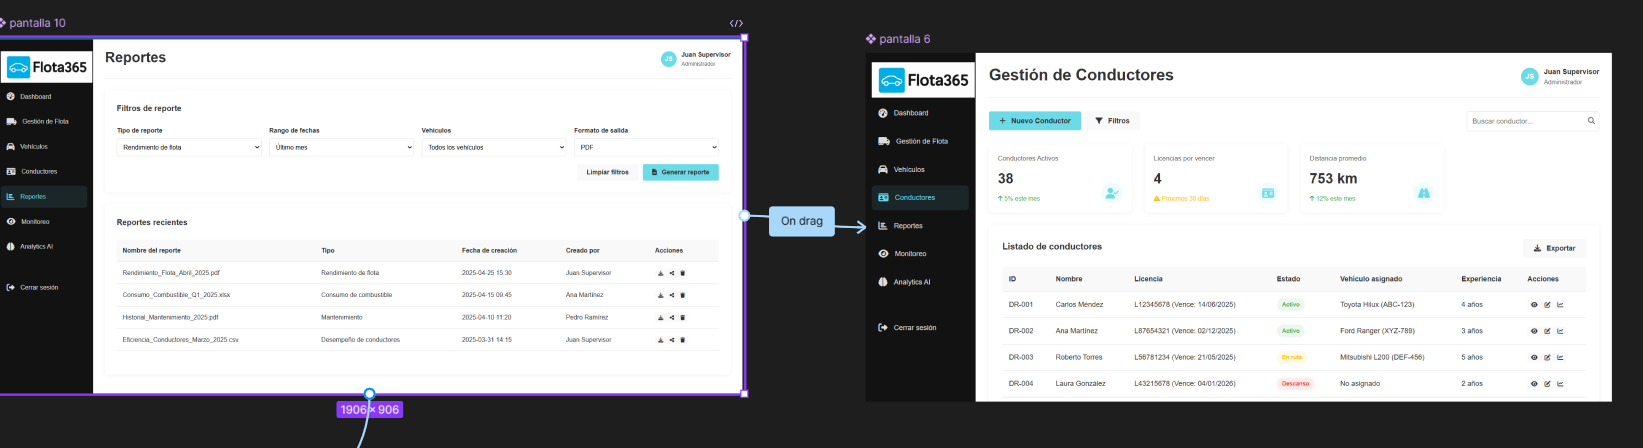 pantalla 10
Flota365
Dashboard
Gestión de Flota
Vehículos
Conductores
Reportes
Monitoreo
Analytics AI
Cerrar sesión
Reportes
JS
Juan Supervisor
Administrador
Filtros de reporte
Tipo de reporte
Rango de fechas
Vehículos
Formato de salida
Rendimiento de flota
Último mes
Todos los vehículos
PDF
Limpiar filtros
Generar reporte
Reportes recientes
Nombre del reporte Tipo Fecha de creación Creado por Acciones
Rendimiento_Flota_Abril_2025.pdf Rendimiento de flota 2025-04-25 15:30 Juan Supervisor
Consumo_Combustible_Q1_2025.xlsx Consumo de combustible 2025-04-15 09:45 Ana Martínez
Historial_Mantenimiento_2025.pdf Mantenimiento 2025-04-10 11:20 Pedro Ramírez
Eficiencia_Conductores_Marzo_2025.csv Desempeño de conductores 2025-03-31 14:15 Juan Supervisor
1906 × 906
On drag
pantalla 6
Flota365
Dashboard
Gestión de Flota
Vehículos
Conductores
Reportes
Monitoreo
Analytics AI
Cerrar sesión
Gestión de Conductores
JS
Juan Supervisor
Administrador
+ Nuevo Conductor
Filtros
Buscar conductor...
Conductores Activos
38
5% este mes
Licencias por vencer
4
Próximos 30 días
Distancia promedio
753 km
12% este mes
Listado de conductores
Exportar
ID Nombre Licencia Estado Vehículo asignado Experiencia Acciones
DR-001 Carlos Méndez L12345678 (Vence: 14/06/2025) Activo Toyota Hilux (ABC-123) 4 años
DR-002 Ana Martínez L87654321 (Vence: 02/12/2025) Activo Ford Ranger (XYZ-789) 3 años
DR-003 Roberto Torres L56781234 (Vence: 21/05/2025) En ruta Mitsubishi L200 (DEF-456) 5 años
DR-004 Laura González L43215678 (Vence: 04/01/2026) Descanso No asignado 2 años